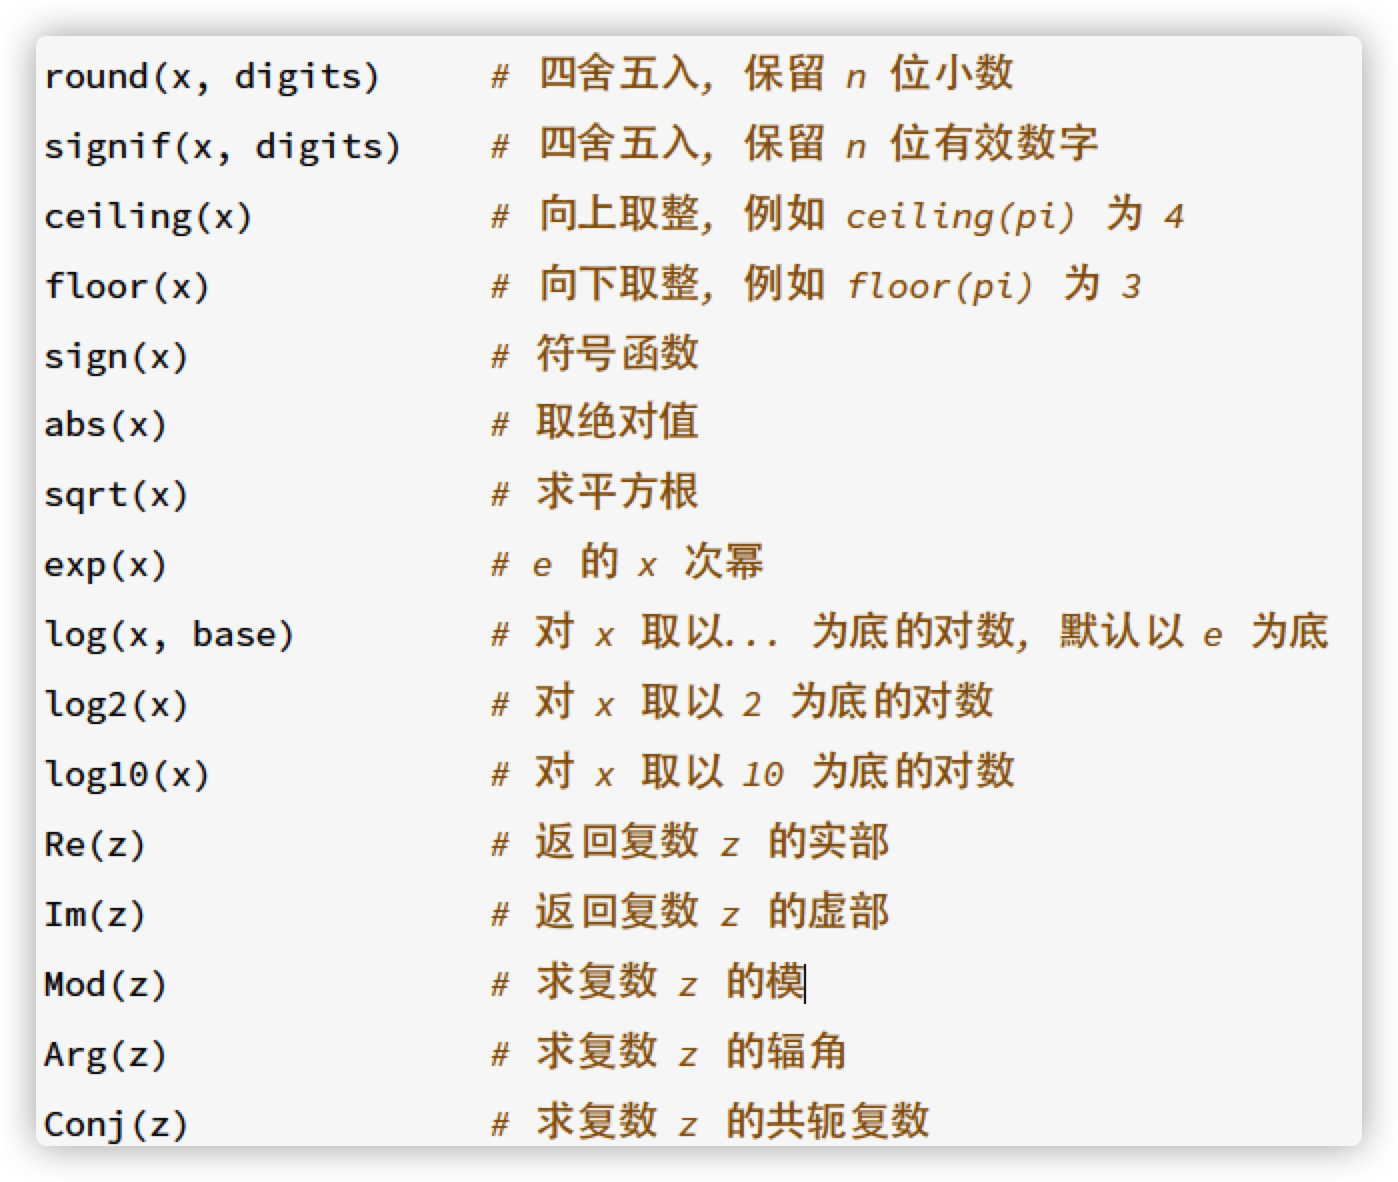 round(x, digits) # 四舍五入, 保留 n 位小数
signif(x, digits) # 四舍五入, 保留 n 位有效数字
ceiling(x) # 向上取整, 例如 ceiling(pi) 为 4
floor(x) # 向下取整, 例如 floor(pi) 为 3
sign(x) # 符号函数
abs(x) # 取绝对值
sqrt(x) # 求平方根
exp(x) # e 的 x 次幂
log(x, base) # 对 x 取以... 为底的对数, 默认以 e 为底
log2(x) # 对 x 取以 2 为底的对数
log10(x) # 对 x 取以 10 为底的对数
Re(z) # 返回复数 z 的实部
Im(z) # 返回复数 z 的虚部
Mod(z) # 求复数 z 的模
Arg(z) # 求复数 z 的辐角
Conj(z) # 求复数 z 的共轭复数